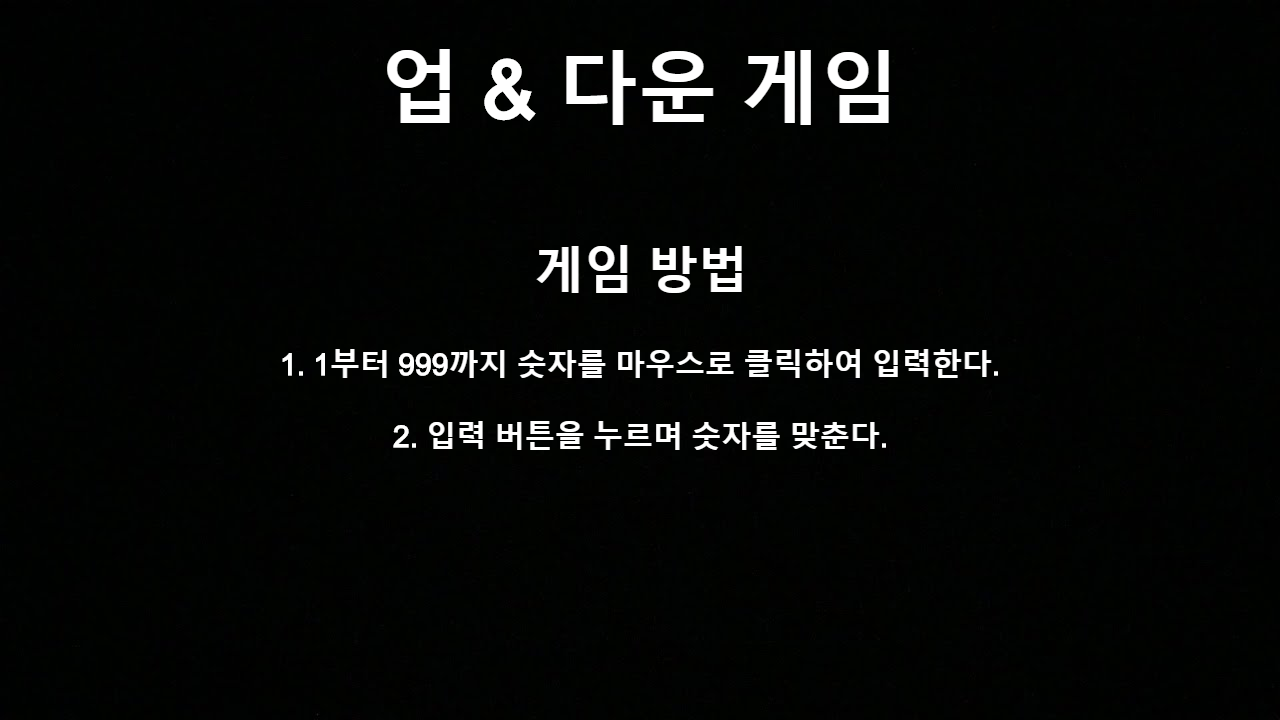 업 & 다운 게임
게임 방법
1. 1부터 999까지 숫자를 마우스로 클릭하여 입력한다.
2. 입력 버튼을 누르며 숫자를 맞춘다.